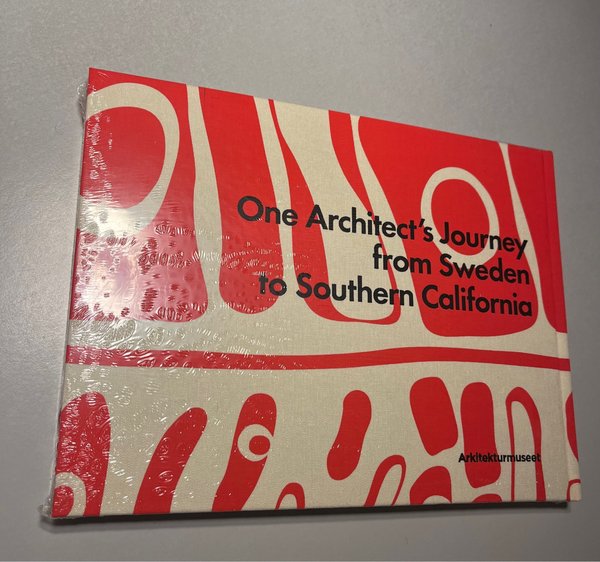 One Architect's Journey
from Sweden
to Southern California
Arkitekturmuseet